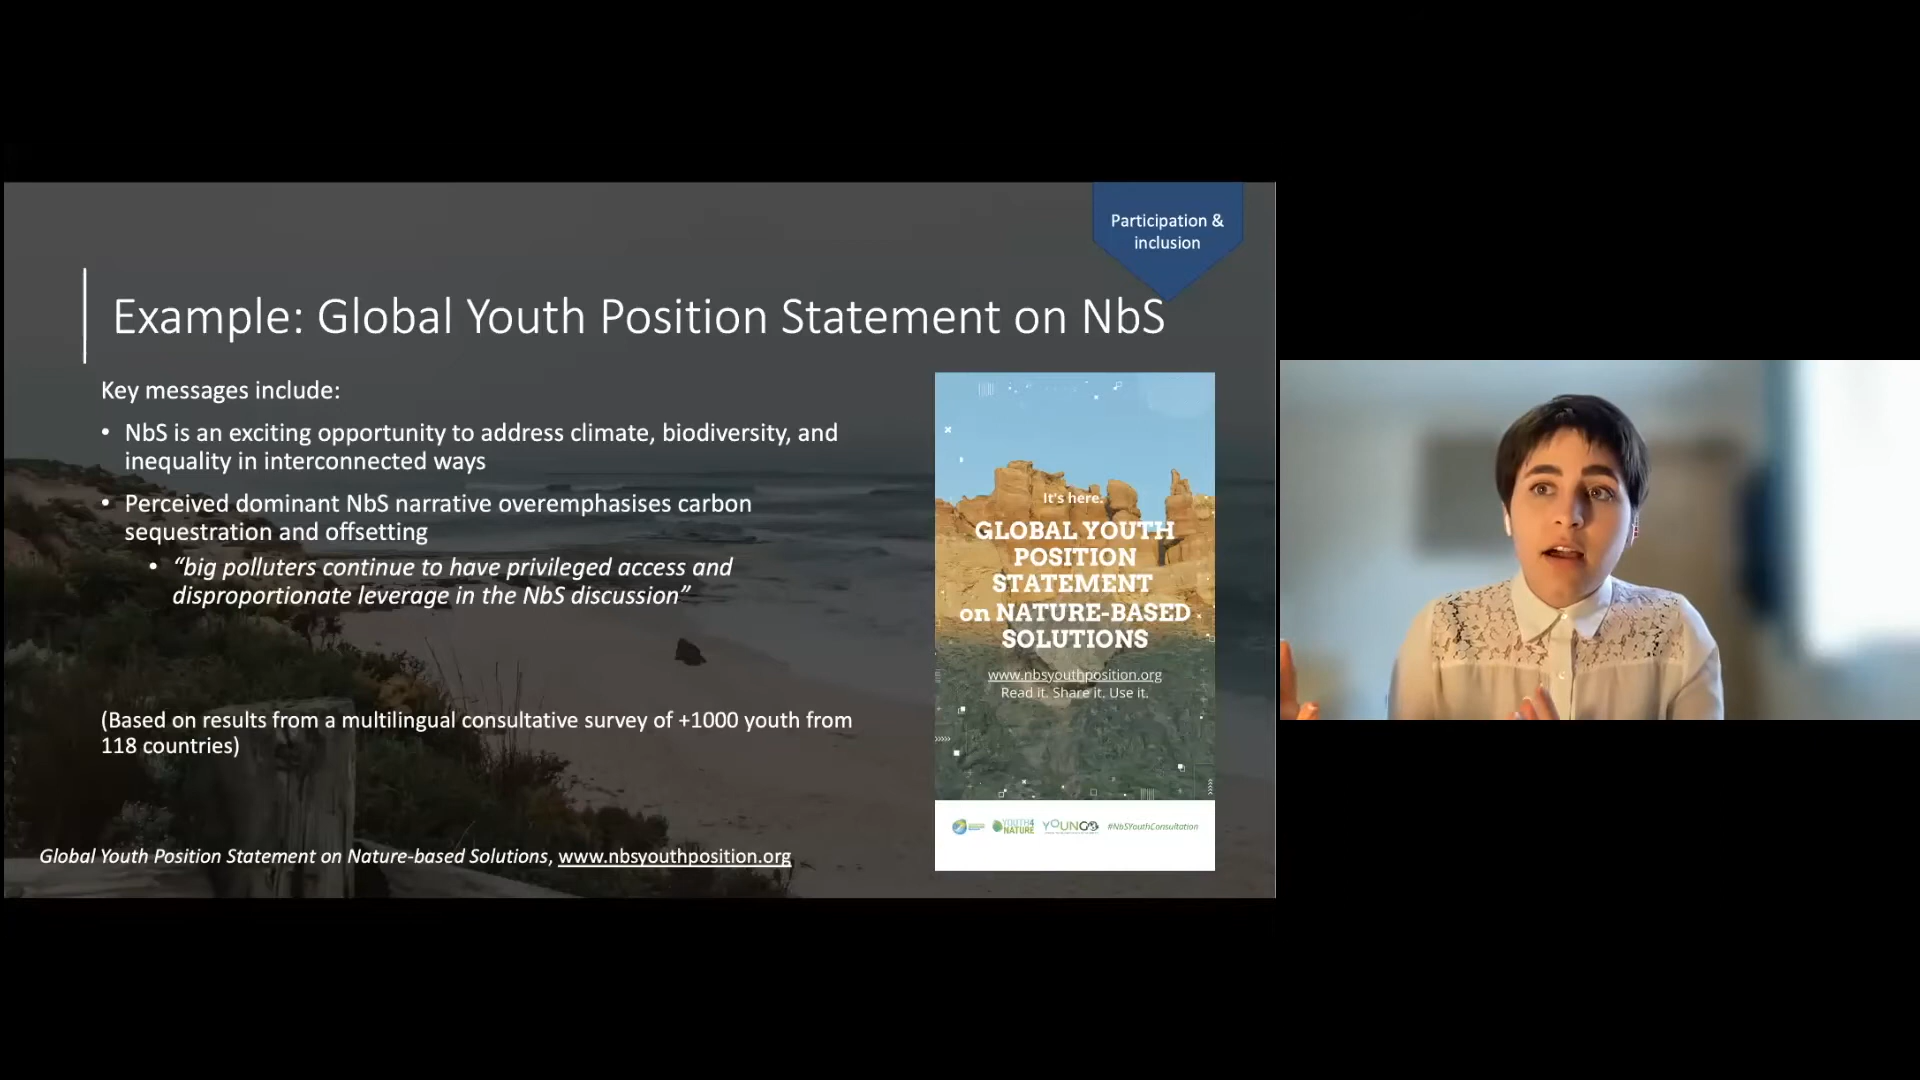 Participation &
inclusion
Example: Global Youth Position Statement on NbS
Key messages include:
• NbS is an exciting opportunity to address climate, biodiversity, and
inequality in interconnected ways
• Perceived dominant NbS narrative overemphasises carbon
sequestration and offsetting
• “big polluters continue to have privileged access and
disproportionate leverage in the NbS discussion”
(Based on results from a multilingual consultative survey of +1000 youth from
118 countries)
Global Youth Position Statement on Nature-based Solutions, www.nbsyouthposition.org
It's here.
GLOBAL YOUTH
POSITION
STATEMENT
on NATURE-BASED
SOLUTIONS
www.nbsyouthposition.org
Read it. Share it. Use it.
YOUTH4
NATURE
YOUNGO
#NbSYouthConsultation